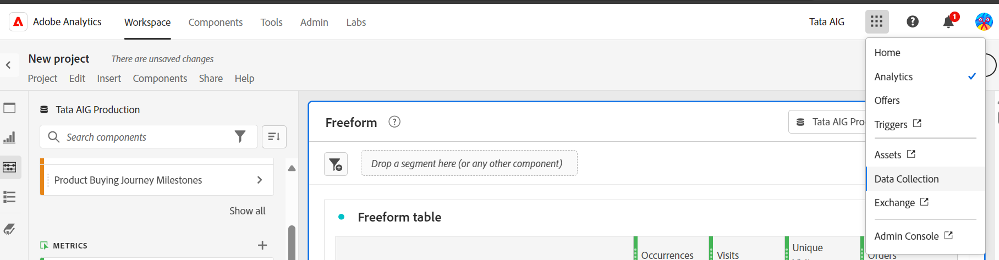 Adobe Analytics Workspace Components Tools Admin Labs Tata AIG 1
New project There are unsaved changes
Project Edit Insert Components Share Help
Home
Analytics
Offers
Triggers
Assets
Data Collection
Exchange
Admin Console
Tata AIG Production
Search components
Product Buying Journey Milestones
Show all
METRICS
Freeform
Tata AIG Pro
Drop a segment here (or any other component)
Freeform table
Occurrences
Visits
Unique
Orders